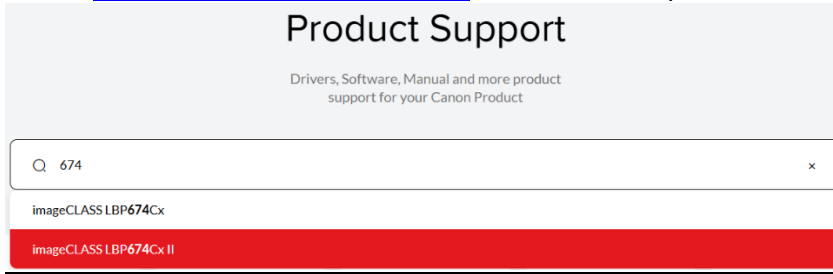 Product Support
Drivers, Software, Manual and more product
support for your Canon Product
674
×
imageCLASS LBP674Cx
imageCLASS LBP674Cx II